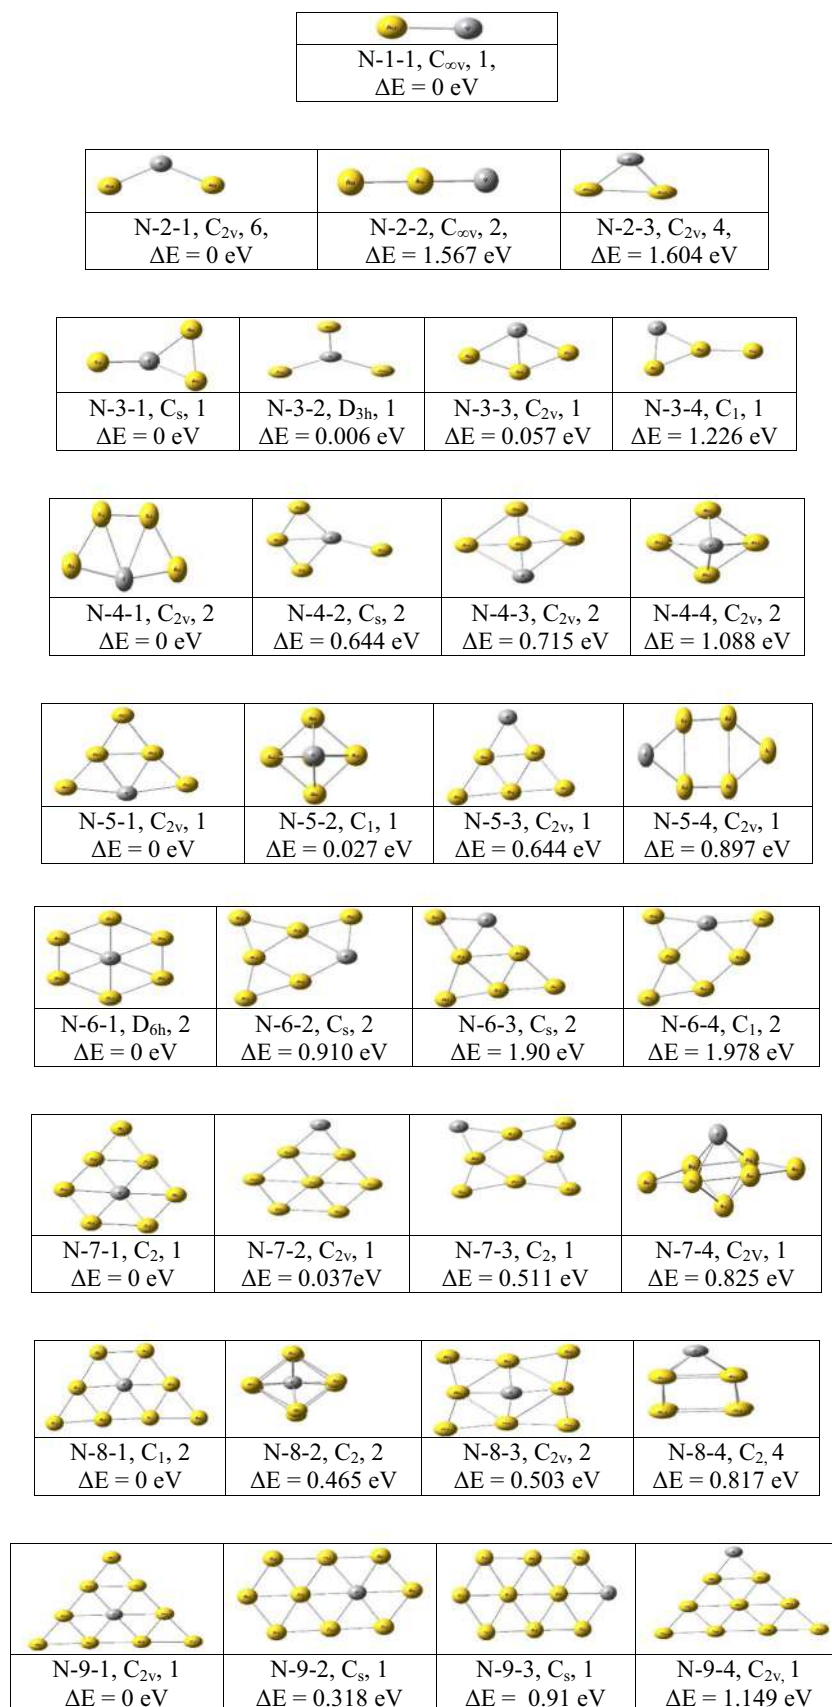 N-1-1, C∞v, 1,
ΔE = 0 eV
N-2-1, C2v, 6,
ΔE = 0 eV
N-2-2, C∞v, 2,
ΔE = 1.567 eV
N-2-3, C2v, 4,
ΔE = 1.604 eV
N-3-1, Cs, 1
ΔE = 0 eV
N-3-2, D3h, 1
ΔE = 0.006 eV
N-3-3, C2v, 1
ΔE = 0.057 eV
N-3-4, C1, 1
ΔE = 1.226 eV
N-4-1, C2v, 2
ΔE = 0 eV
N-4-2, Cs, 2
ΔE = 0.644 eV
N-4-3, C2v, 2
ΔE = 0.715 eV
N-4-4, C2v, 2
ΔE = 1.088 eV
N-5-1, C2v, 1
ΔE = 0 eV
N-5-2, C1, 1
ΔE = 0.027 eV
N-5-3, C2v, 1
ΔE = 0.644 eV
N-5-4, C2v, 1
ΔE = 0.897 eV
N-6-1, D6h, 2
ΔE = 0 eV
N-6-2, Cs, 2
ΔE = 0.910 eV
N-6-3, Cs, 2
ΔE = 1.90 eV
N-6-4, C1, 2
ΔE = 1.978 eV
N-7-1, C2, 1
ΔE = 0 eV
N-7-2, C2v, 1
ΔE = 0.037eV
N-7-3, C2, 1
ΔE = 0.511 eV
N-7-4, C2V, 1
ΔE = 0.825 eV
N-8-1, C1, 2
ΔE = 0 eV
N-8-2, C2, 2
ΔE = 0.465 eV
N-8-3, C2v, 2
ΔE = 0.503 eV
N-8-4, C2, 4
ΔE = 0.817 eV
N-9-1, C2v, 1
ΔE = 0 eV
N-9-2, Cs, 1
ΔE = 0.318 eV
N-9-3, Cs, 1
ΔE = 0.91 eV
N-9-4, C2v, 1
ΔE = 1.149 eV